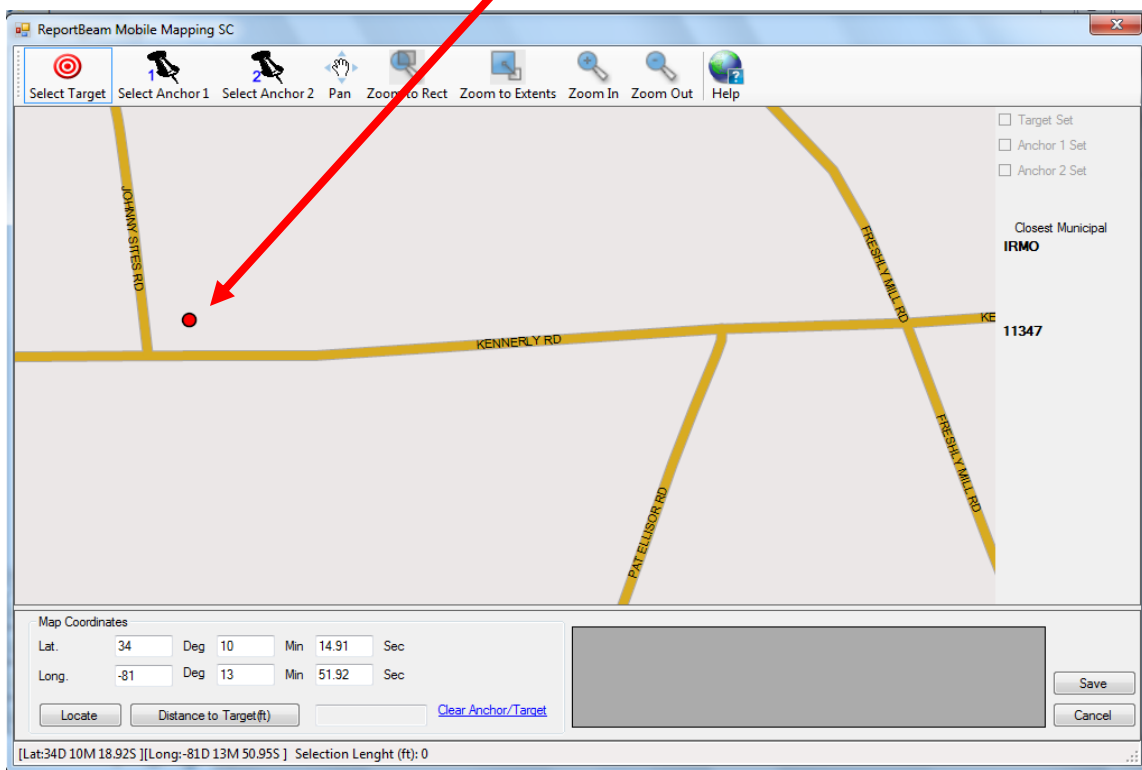 ReportBeam Mobile Mapping SC
Select Target 1 Select Anchor 1 2 Select Anchor 2 Pan Zoom to Rect Zoom to Extents Zoom In Zoom Out ? Help
Target Set
Anchor 1 Set
Anchor 2 Set
Closest Municipal
IRMO
11347
JOHNNY SITES RD
KENNERLY RD
FRESHLY MILL RD
KE
FRESHLY MILL RD
PAT ELLISOR RD
Map Coordinates
Lat. 34 Deg 10 Min 14.91 Sec
Long. -81 Deg 13 Min 51.92 Sec
Locate Distance to Target(ft) Clear Anchor/Target
Save
Cancel
[Lat:34D 10M 18.92S ][Long:-81D 13M 50.95S ] Selection Lenght (ft): 0